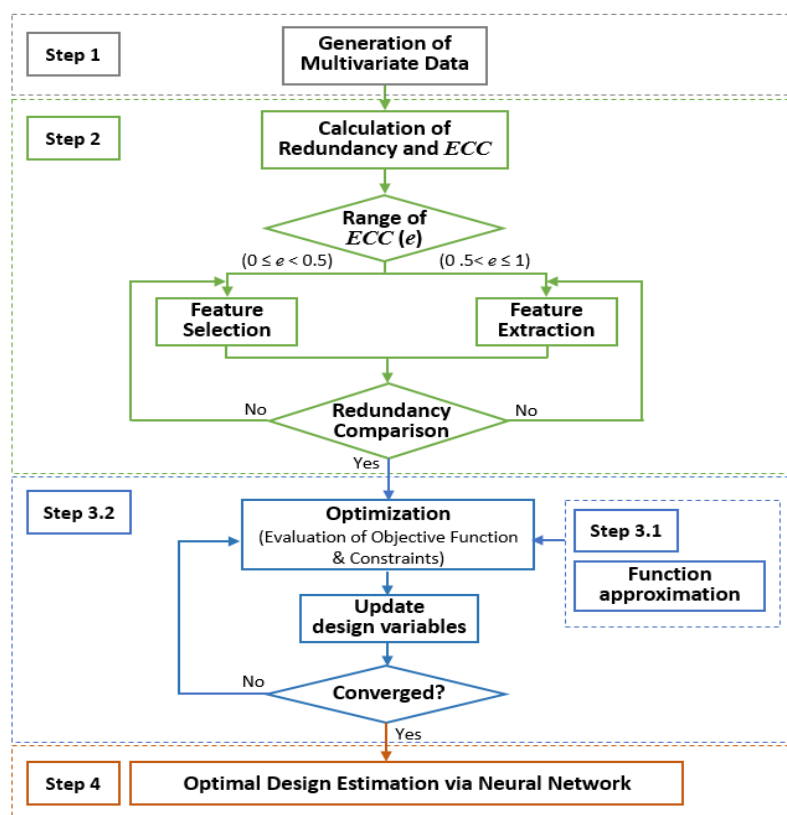 Step 1
Generation of
Multivariate Data
Step 2
Calculation of
Redundancy and ECC
Range of
ECC (e)
(0 ≤ e < 0.5)
(0 .5< e ≤ 1)
Feature
Selection
Feature
Extraction
No
Redundancy
Comparison
No
Yes
Step 3.2
Optimization
(Evaluation of Objective Function
& Constraints)
Step 3.1
Function
approximation
Update
design variables
No
Converged?
Yes
Step 4
Optimal Design Estimation via Neural Network